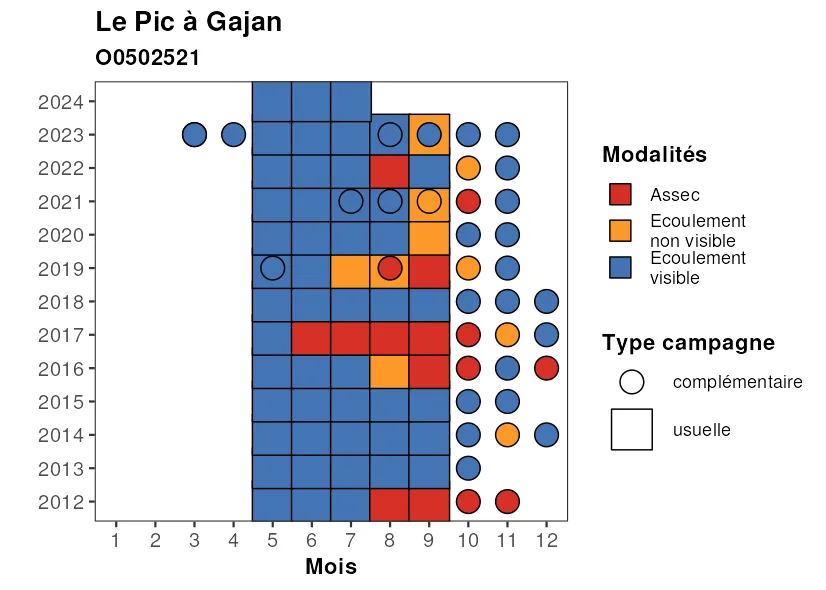 Le Pic à Gajan
O0502521
2024
2023
2022
2021
2020
2019
2018
2017
2016
2015
2014
2013
2012
1 2 3 4 5 6 7 8 9 10 11 12
Mois
Modalités
Assec
Ecoulement
non visible
Ecoulement
visible
Type campagne
complémentaire
usuelle